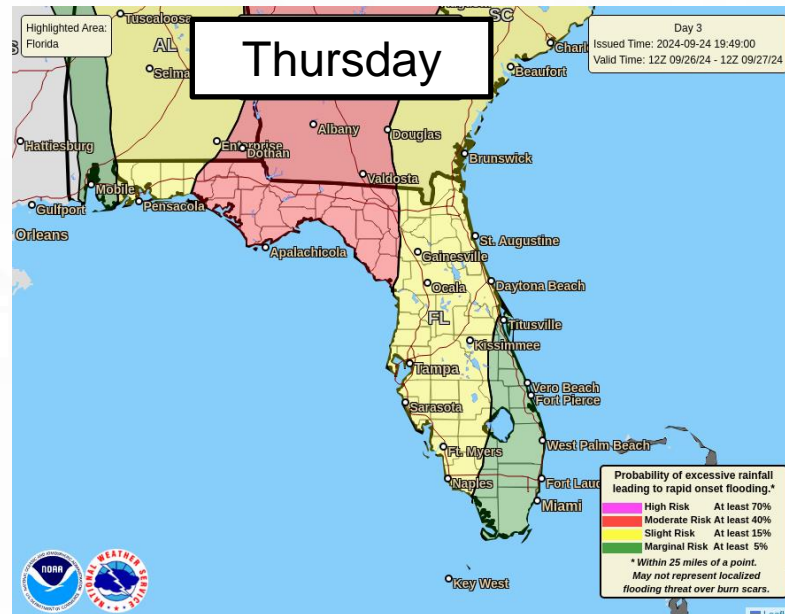 Tuscaloosa
SC
Highlighted Area:
Florida
AL
Thursday
Day 3
Issued Time: 2024-09-24 19:49:00
Valid Time: 12Z 09/26/24 - 12Z 09/27/24
Selma
Beaufort
Albany
Douglas
Hattiesburg
Enterprise
Dothan
Brunswick
Valdosta
Mobile
Gulfport
Pensacola
Orleans
St. Augustine
Apalachicola
Gainesville
Ocala
Daytona Beach
FL
Titusville
Kissimmee
Tampa
Vero Beach
Fort Pierce
Sarasota
West Palm Beach
Ft. Myers
Naples
Fort Laud
Miami
Key West
Probability of excessive rainfall
leading to rapid onset flooding.*
High Risk At least 70%
Moderate Risk At least 40%
Slight Risk At least 15%
Marginal Risk At least 5%
* Within 25 miles of a point.
May not represent localized
flooding threat over burn scars.
NOAA
NATIONAL WEATHER SERVICE